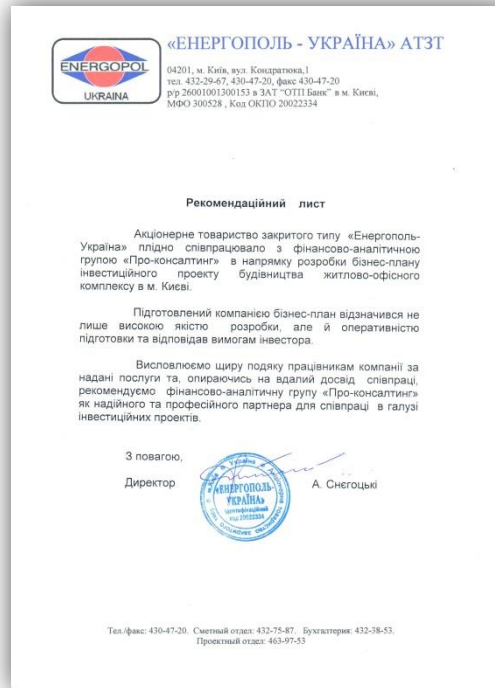 ENERGOPOL
UKRAINA
«ЕНЕРГОПОЛЬ - УКРАЇНА» АТЗТ
04201, м. Київ, вул. Кондратюка,1
тел. 432-29-67, 430-47-20, факс 430-47-20
р/р 26001001300153 в ЗАТ “ОТП Банк” в м. Києві,
МФО 300528 , Код ОКПО 20022334
Рекомендаційний лист
Акціонерне товариство закритого типу «Енергополь-
Україна» плідно співпрацювало з фінансово-аналітичною
групою «Про-консалтинг» в напрямку розробки бізнес-плану
інвестиційного проекту будівництва житлово-офісного
комплексу в м. Києві.
Підготовлений компанією бізнес-план відзначився не
лише високою якістю розробки, але й оперативністю
підготовки та відповідав вимогам інвестора.
Висловлюємо щиру подяку працівникам компанії за
надані послуги та, опираючись на вдалий досвід співпраці,
рекомендуємо фінансово-аналітичну групу «Про-консалтинг»
як надійного та професійного партнера для співпраці в галузі
інвестиційних проектів.
З повагою,
Директор А. Снєгоцькі
«ЕНЕРГОПОЛЬ-
УКРАЇНА»
ідентифікаційний
код 20022334
Тел./факс: 430-47-20. Сметный отдел: 432-75-87. Бухгалтерия: 432-38-53.
Проектный отдел: 463-97-53